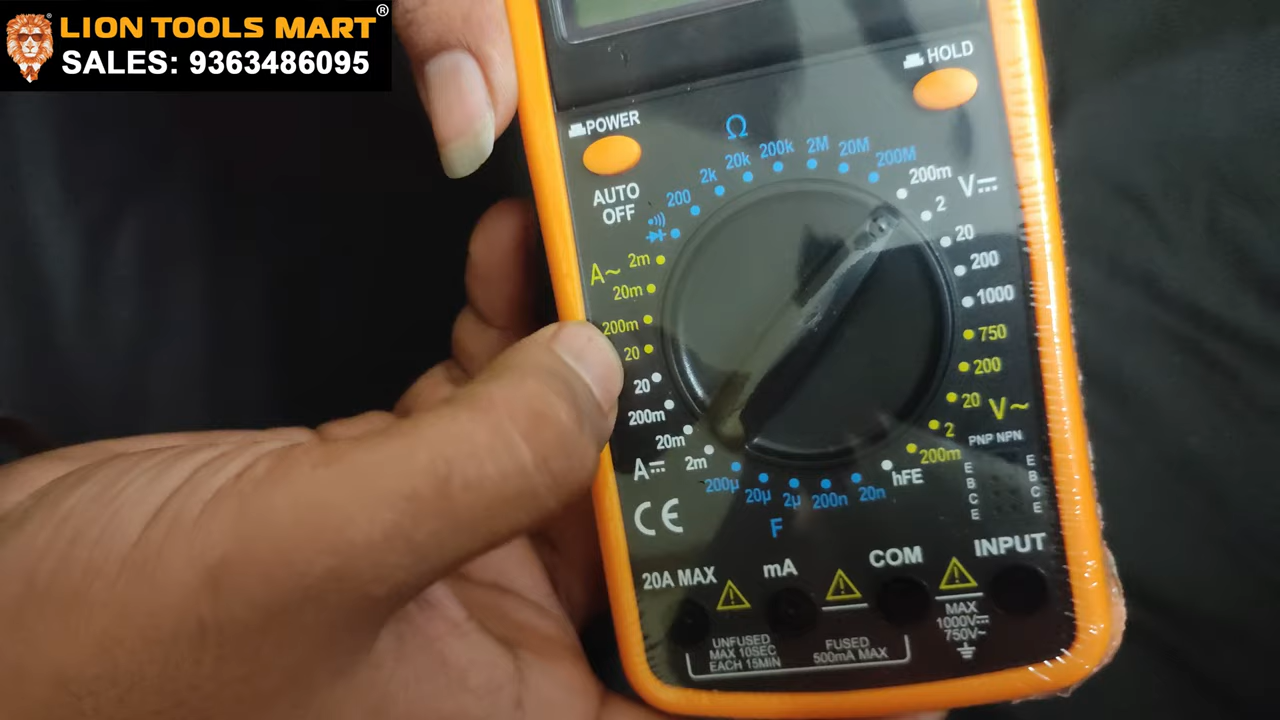 LION TOOLS MART®
SALES: 9363486095
HOLD
POWER
AUTO
OFF
Ω
200
2k
20k
200k
2M
20M
200M
200m
V⎓
2
20
200
1000
750
200
20
V~
2
200m
hFE
PNP NPN
E
B
C
E
E
B
C
E
A~
2m
20m
200m
20
20
200m
20m
A⎓
2m
200µ
20µ
2µ
200n
20n
F
CE
20A MAX
mA
COM
INPUT
UNFUSED
MAX 10SEC
EACH 15MIN
FUSED
500mA MAX
MAX
1000V⎓
750V~